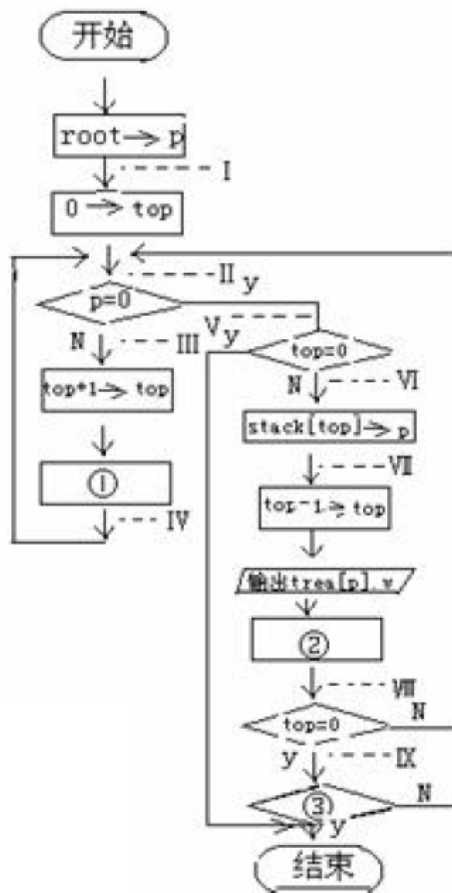 开始
root → p
I
0 → top
II
y
p=0
V
y
N
III
top=0
top+1→ top
N
VI
stack[top]→ p
①
VII
IV
top-1→ top
输出trea[p].v
②
VIII
top=0
N
y
IX
③
N
y
结束